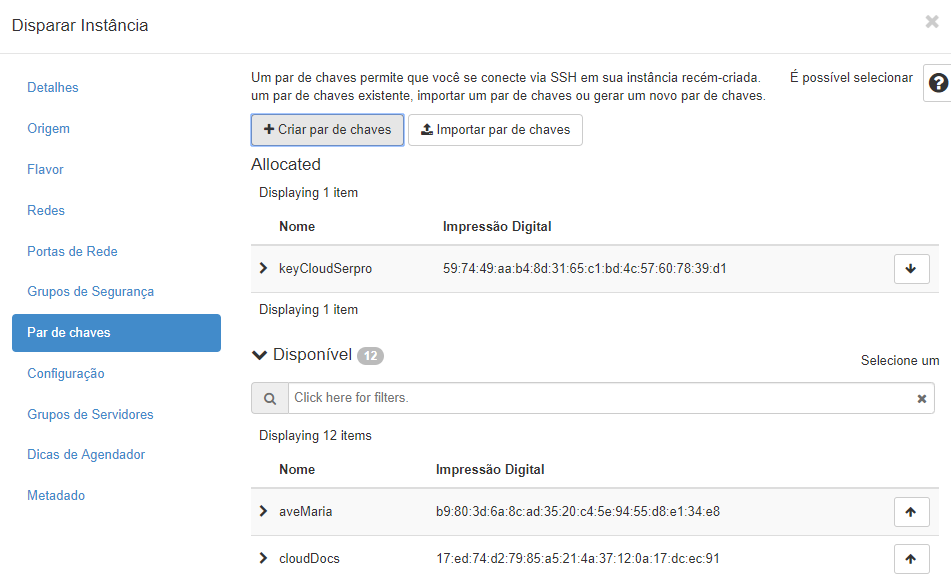 Disparar Instância
×
Detalhes
Origem
Flavor
Redes
Portas de Rede
Grupos de Segurança
Par de chaves
Configuração
Grupos de Servidores
Dicas de Agendador
Metadado
Um par de chaves permite que você se conecte via SSH em sua instância recém-criada. É possível selecionar
um par de chaves existente, importar um par de chaves ou gerar um novo par de chaves.
?
+ Criar par de chaves Importar par de chaves
Allocated
Displaying 1 item
Nome Impressão Digital
keyCloudSerpro 59:74:49:aa:b4:8d:31:65:c1:bd:4c:57:60:78:39:d1
Displaying 1 item
Disponível 12
Selecione um
Click here for filters.
Displaying 12 items
Nome Impressão Digital
aveMaria b9:80:3d:6a:8c:ad:35:20:c4:5e:94:55:d8:e1:34:e8
cloudDocs 17:ed:74:d2:79:85:a5:21:4a:37:12:0a:17:dc:ec:91